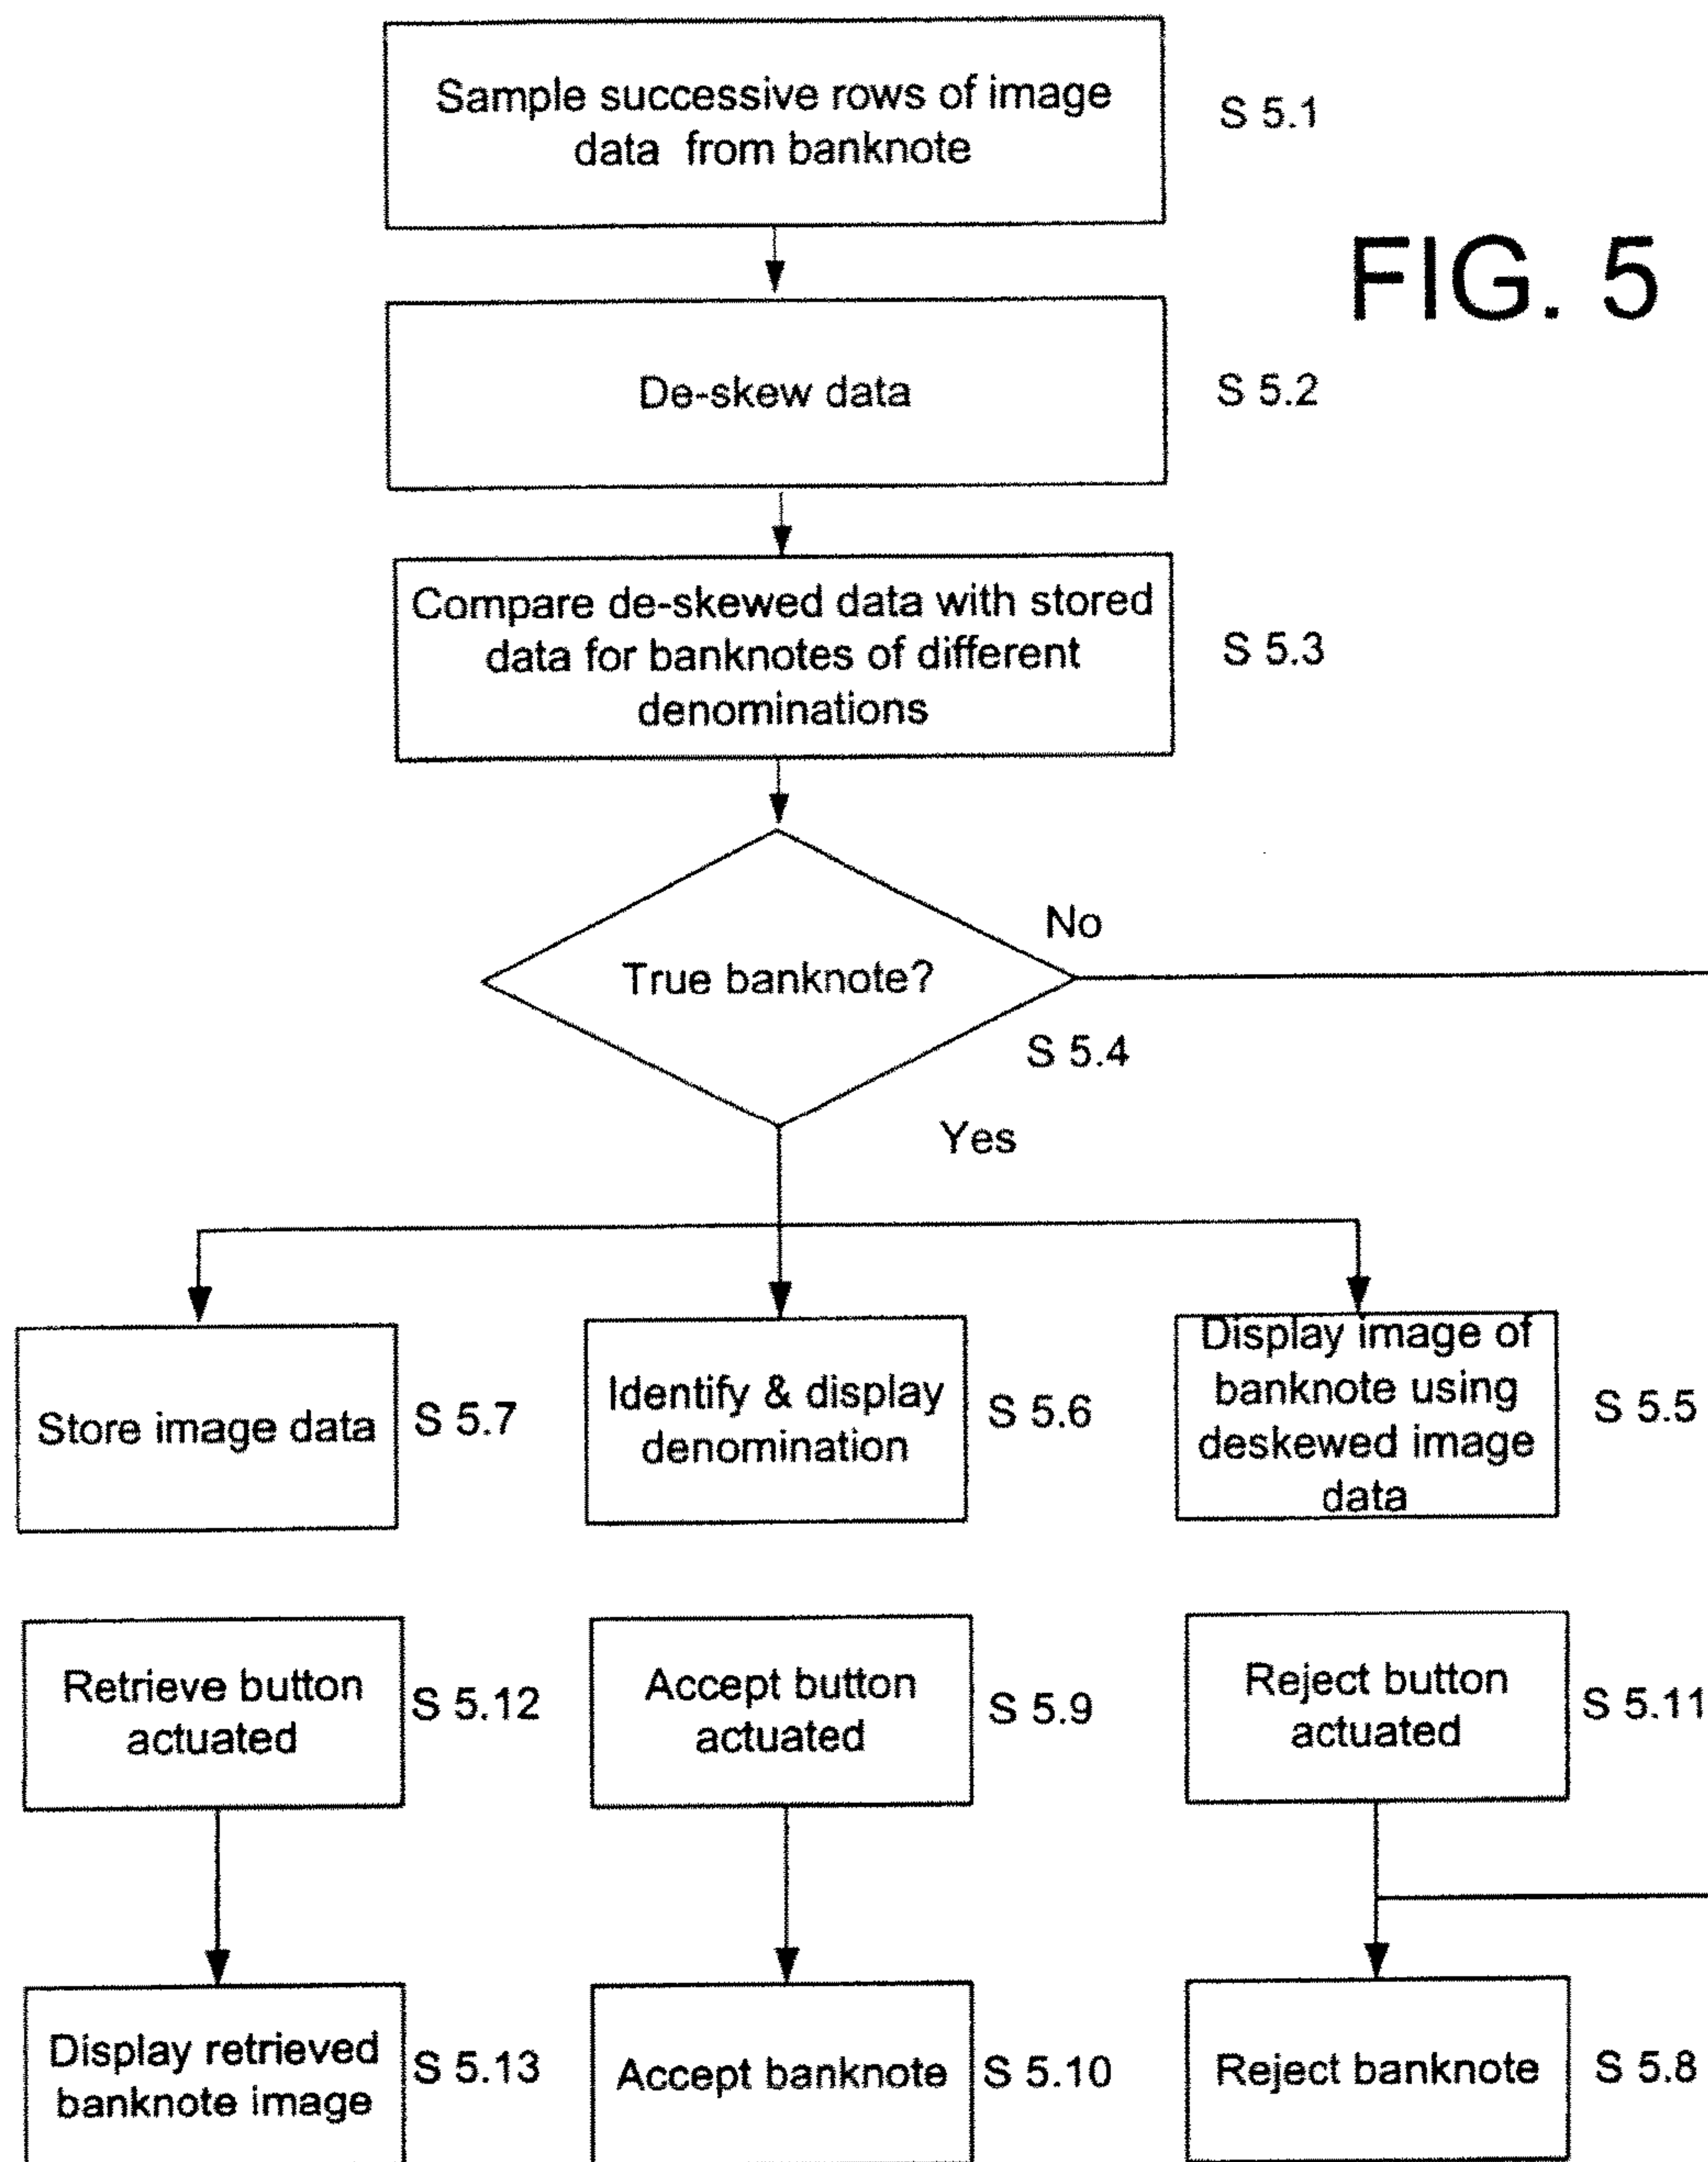 Sample successive rows of image
data from banknote
S 5.1
FIG. 5
De-skew data
S 5.2
Compare de-skewed data with stored
data for banknotes of different
denominations
S 5.3
No
True banknote?
S 5.4
Yes
Store image data
S 5.7
Identify & display
denomination
S 5.6
Display image of
banknote using
deskewed image
data
S 5.5
Retrieve button
actuated
S 5.12
Accept button
actuated
S 5.9
Reject button
actuated
S 5.11
Display retrieved
banknote image
S 5.13
Accept banknote
S 5.10
Reject banknote
S 5.8